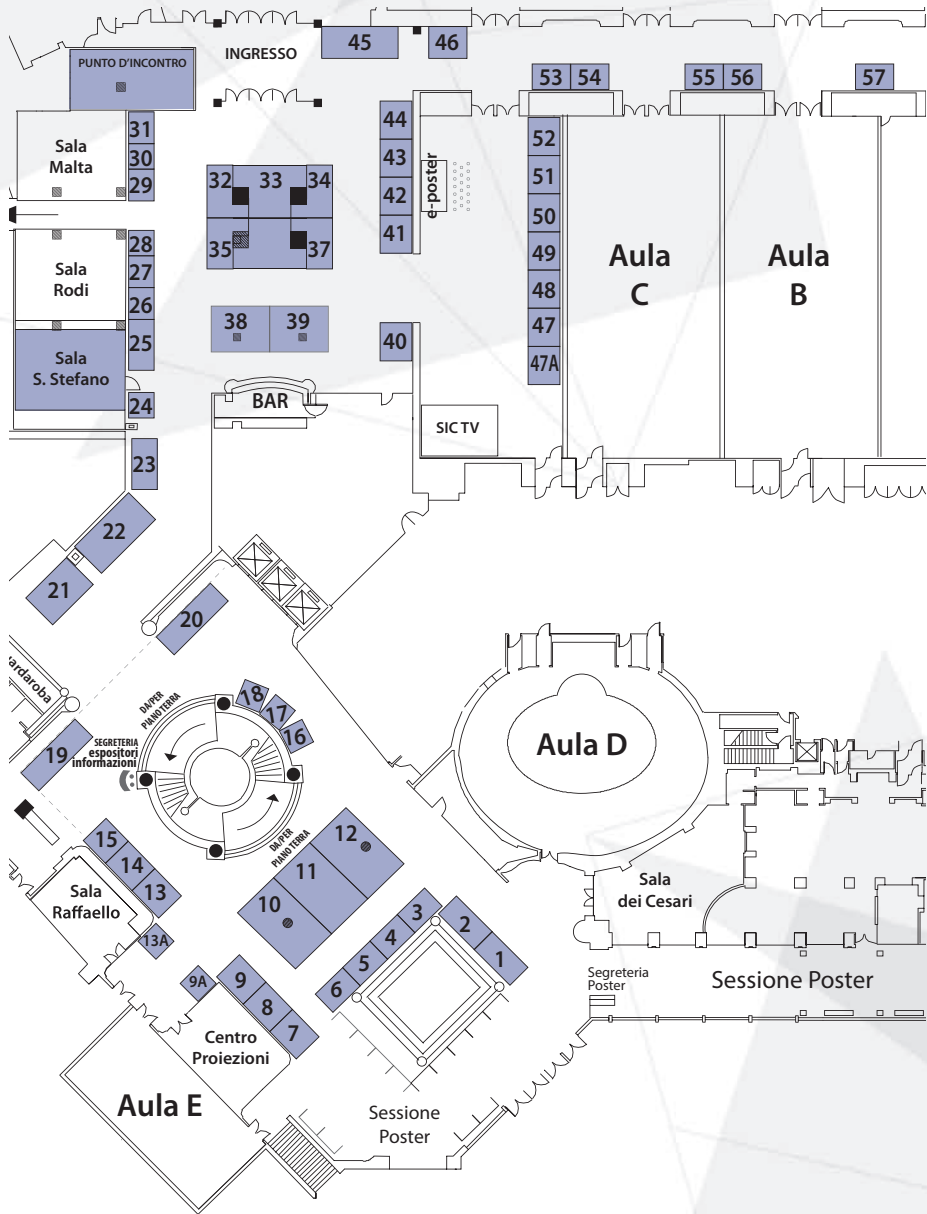 45
46
INGRESSO
PUNTO D'INCONTRO
53
54
55
56
57
31
30
29
Sala
Malta
44
43
42
41
e-poster
52
51
50
49
48
47
47A
32
33
34
35
37
Aula
C
Aula
B
28
27
26
25
Sala
Rodi
38
39
40
Sala
S. Stefano
24
BAR
SIC TV
23
22
21
20
18
17
16
DA/PER
PIANO TERRA
SEGRETERIA
espositori
informazioni
19
Aula D
DA/PER
PIANO TERRA
12
11
10
15
14
13
Sala
Raffaello
13A
Sala
dei Cesari
3
2
4
1
5
6
9A
9
8
7
Segreteria
Poster
Sessione Poster
Centro
Proiezioni
Aula E
Sessione
Poster